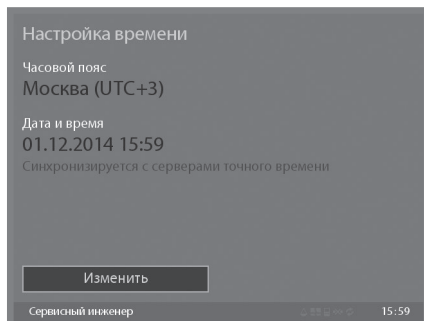 Настройка времени
Часовой пояс
Москва (UTC+3)
Дата и время
01.12.2014 15:59
Синхронизируется с серверами точного времени
Изменить
Сервисный инженер 15:59